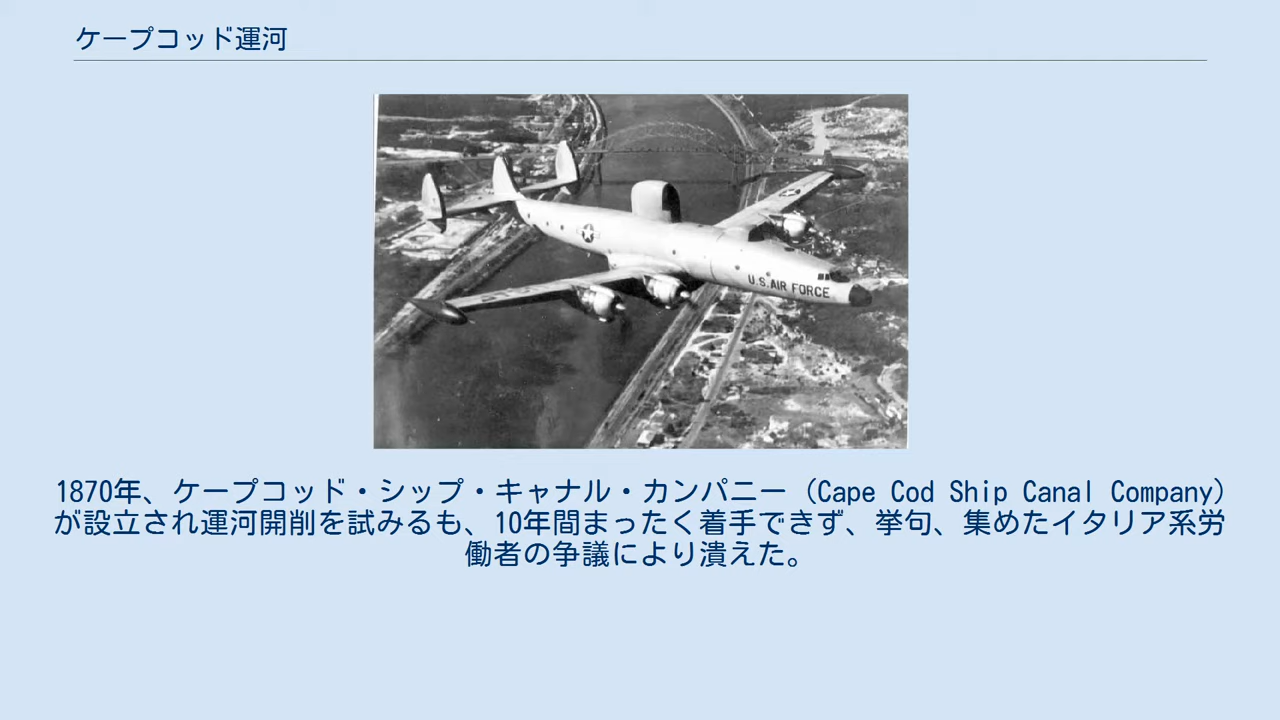 ケープコッド運河
U.S. AIR FORCE
1870年、ケープコッド・シップ・キャナル・カンパニー（Cape Cod Ship Canal Company）
が設立され運河開削を試みるも、10年間まったく着手できず、挙句、集めたイタリア系労
働者の争議により潰えた。